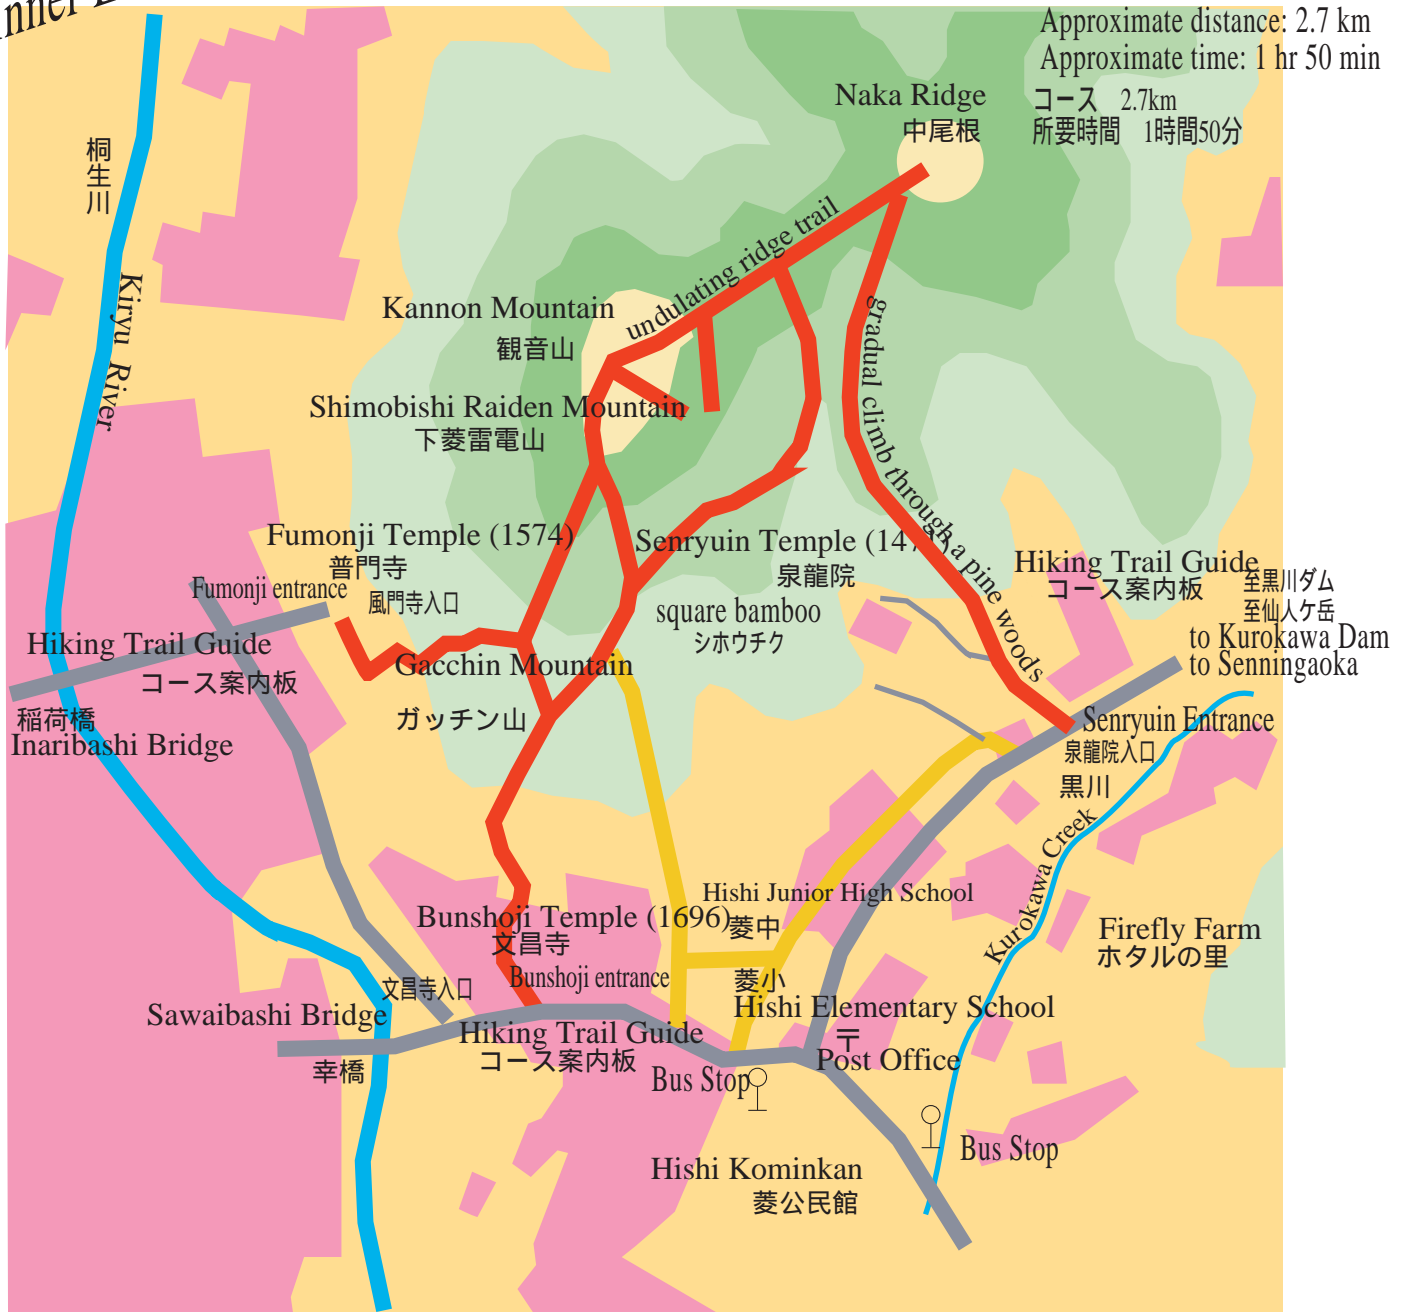 Approximate distance: 2.7 km
Approximate time: 1 hr 50 min
コース 2.7km
所要時間 1時間50分
Naka Ridge
中尾根
桐生川
Kiryu River
undulating ridge trail
gradual climb through a pine woods
Kannon Mountain
観音山
Shimobishi Raiden Mountain
下菱雷電山
Fumonji Temple (1574)
普門寺
Fumonji entrance
風門寺入口
Senryuin Temple
泉龍院
square bamboo
シホウチク
Hiking Trail Guide
コース案内板
至黒川ダム
至仙人ケ岳
to Kurokawa Dam
to Senningaoka
Hiking Trail Guide
コース案内板
稲荷橋
Inaribashi Bridge
Gacchin Mountain
ガッチン山
Senryuin Entrance
泉龍院入口
黒川
Kurokawa Creek
Hishi Junior High School
菱中
Bunshoji Temple (1696)
文昌寺
Bunshoji entrance
文昌寺入口
Firefly Farm
ホタルの里
菱小
Hishi Elementary School
Sawaibashi Bridge
幸橋
Hiking Trail Guide
コース案内板
〒
Post Office
Bus Stop
Bus Stop
Hishi Kominkan
菱公民館